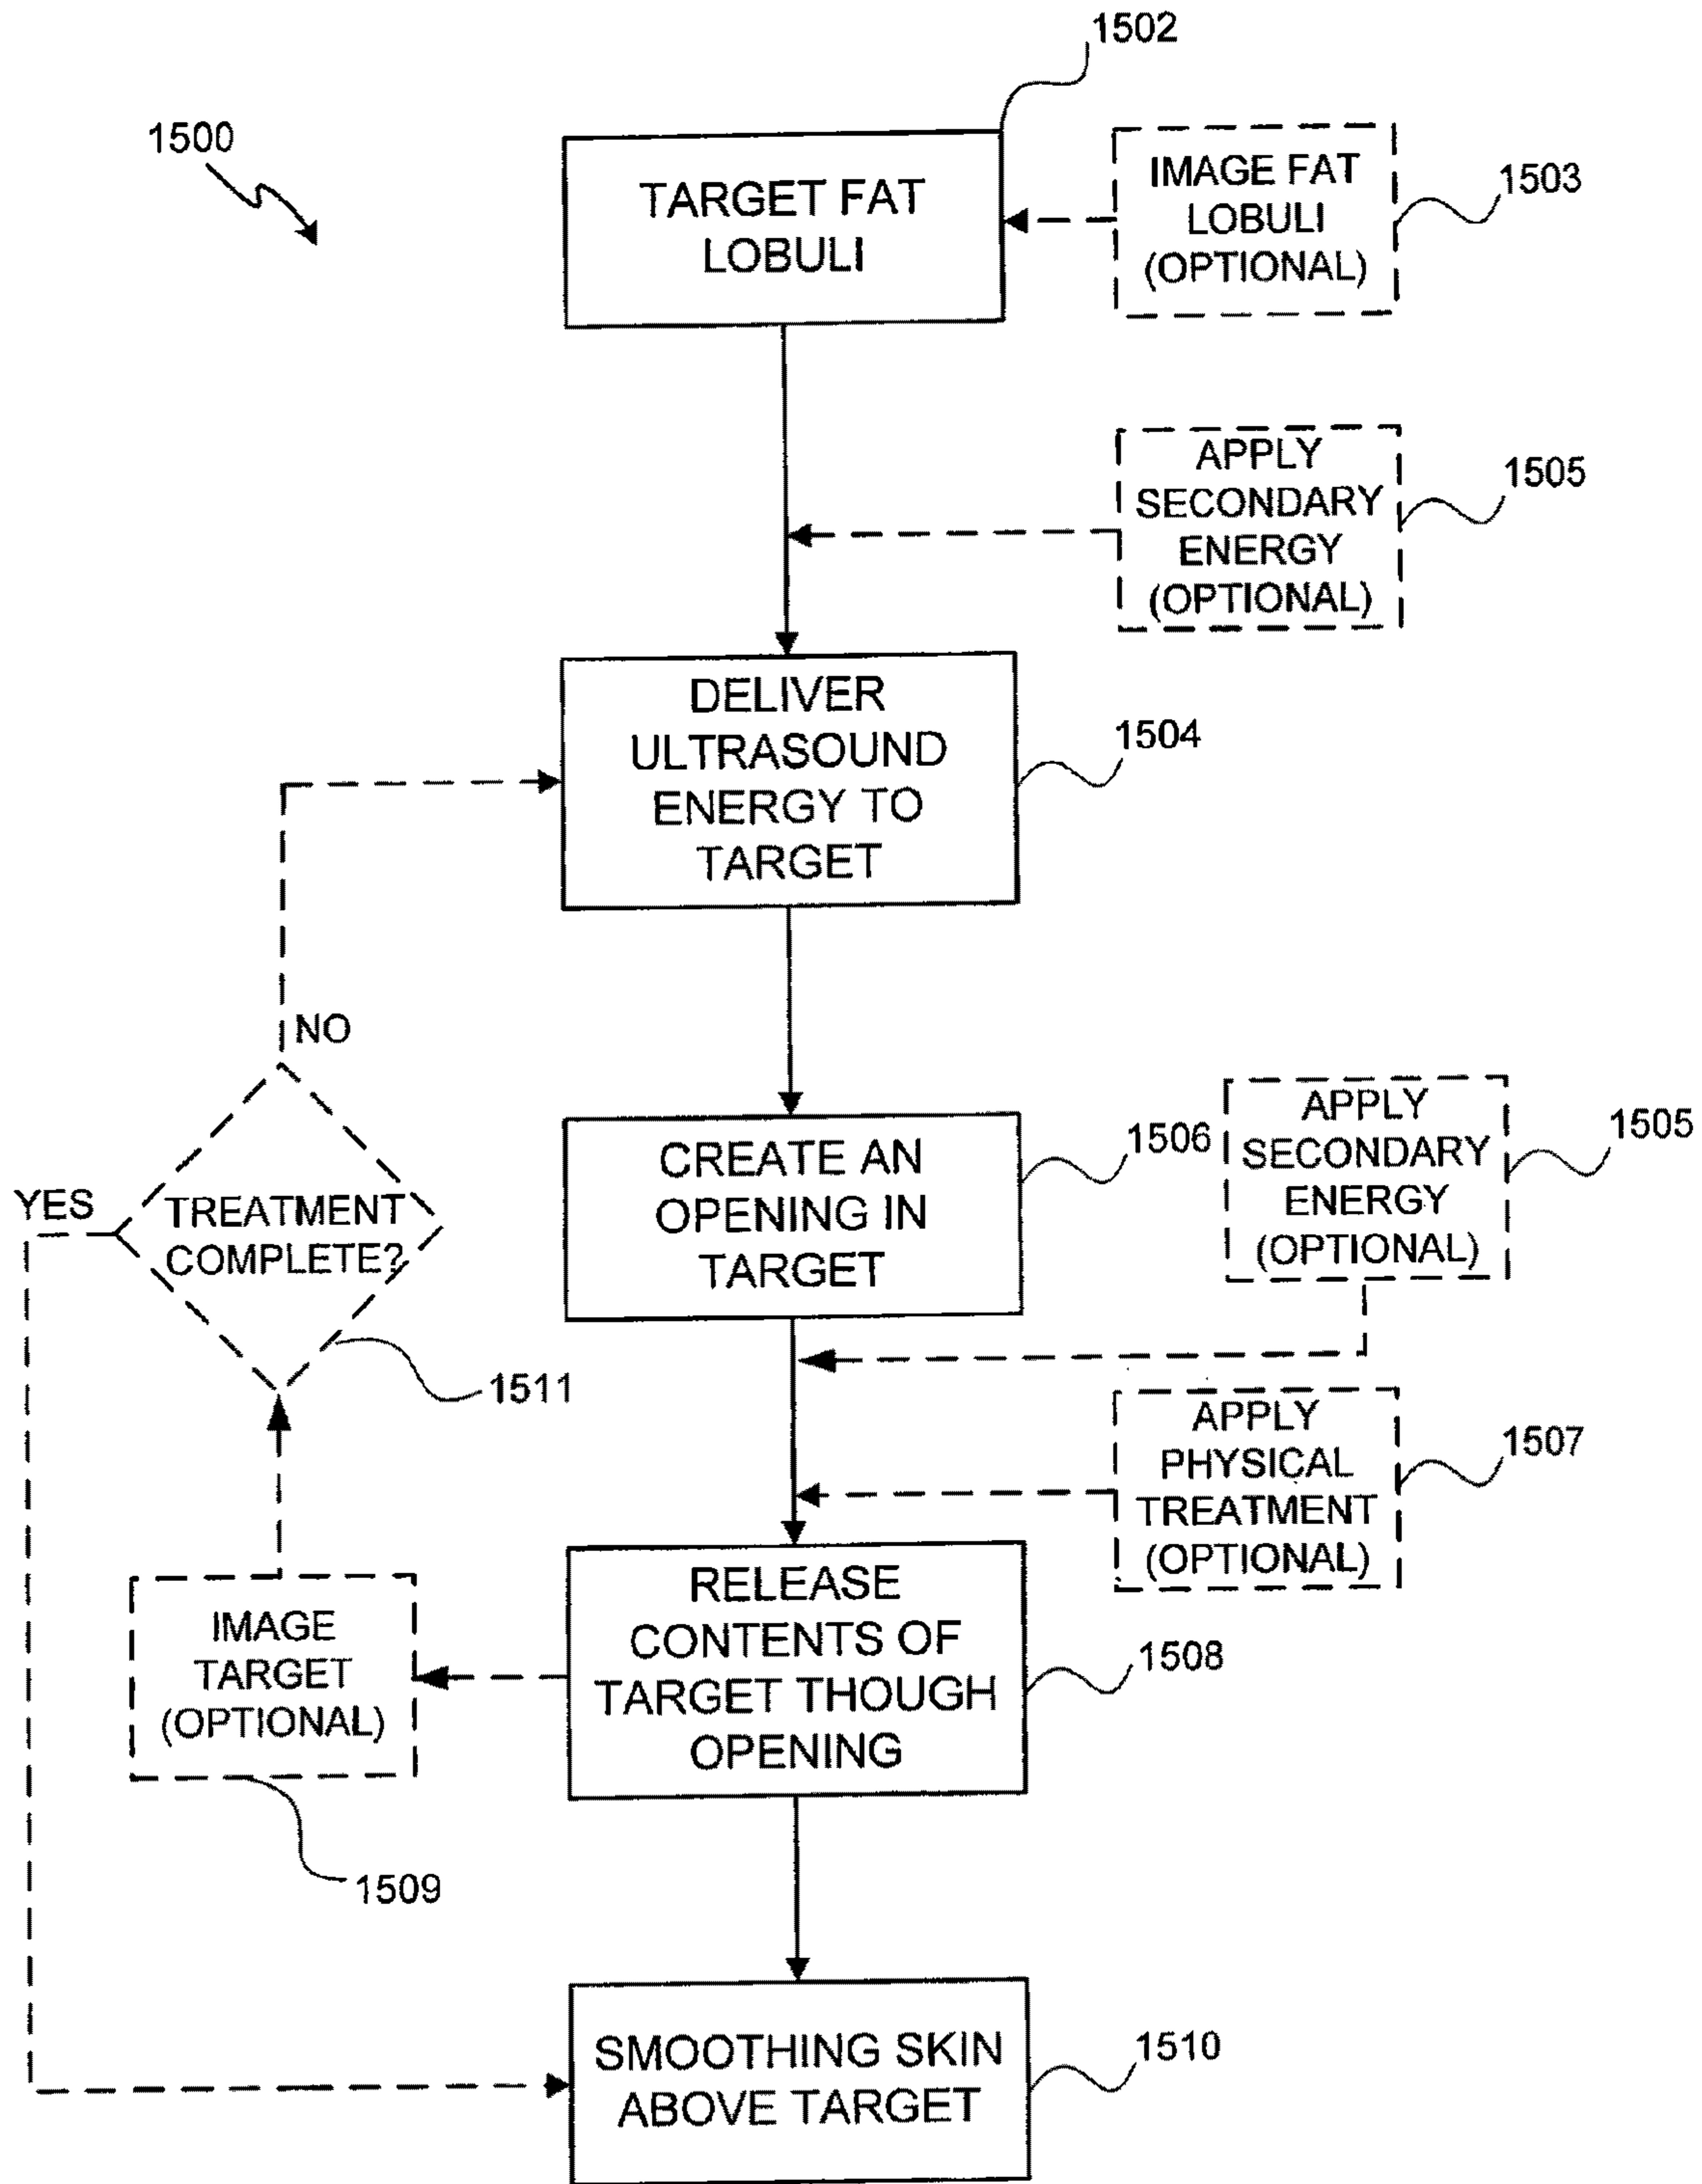 1502
1500
TARGET FAT
LOBULI
IMAGE FAT
LOBULI
(OPTIONAL)
1503
APPLY
SECONDARY
ENERGY
(OPTIONAL)
1505
DELIVER
ULTRASOUND
ENERGY TO
TARGET
1504
NO
YES
TREATMENT
COMPLETE?
1511
CREATE AN
OPENING IN
TARGET
1506
APPLY
SECONDARY
ENERGY
(OPTIONAL)
1505
APPLY
PHYSICAL
TREATMENT
(OPTIONAL)
1507
RELEASE
CONTENTS OF
TARGET THOUGH
OPENING
1508
IMAGE
TARGET
(OPTIONAL)
1509
SMOOTHING SKIN
ABOVE TARGET
1510